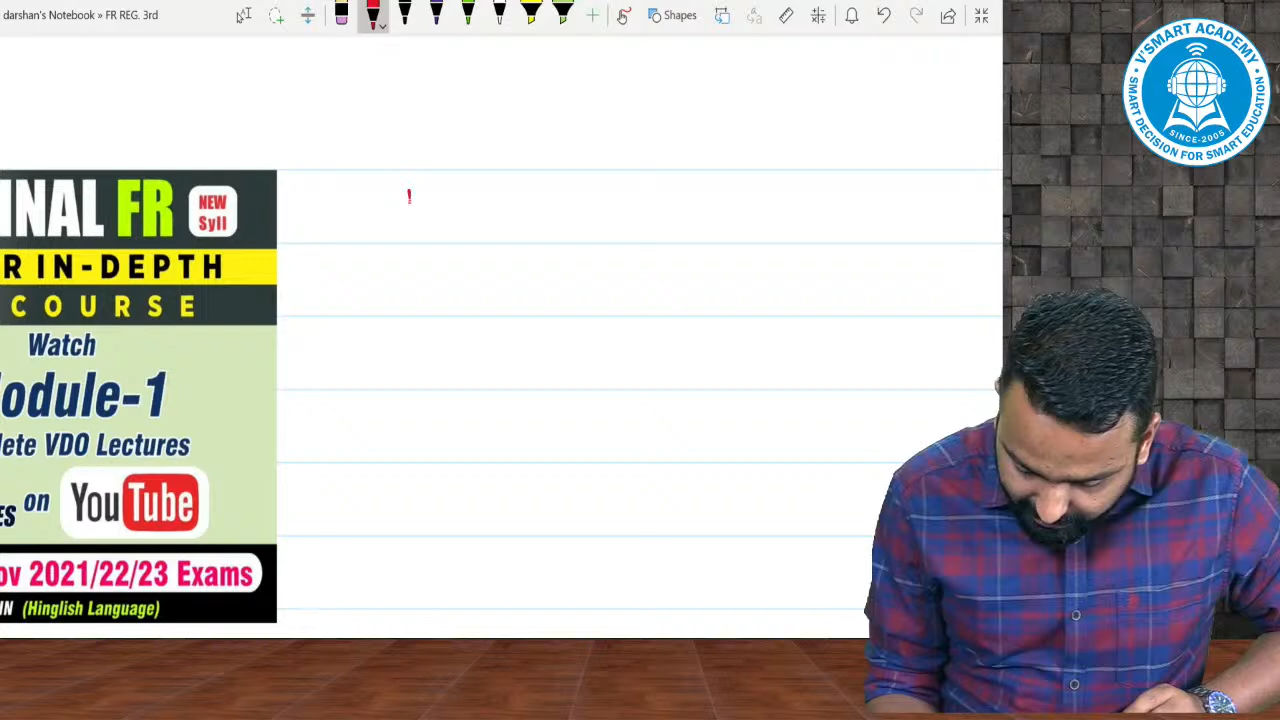 darshan's Notebook » FR REG. 3rd
Shapes
V'SMART ACADEMY
SMART DECISION FOR SMART EDUCATION
SINCE-2005
INAL FR NEW Syll
R IN-DEPTH
COURSE
Watch
odule-1
lete VDO Lectures
ES on YouTube
ov 2021/22/23 Exams
IN (Hinglish Language)